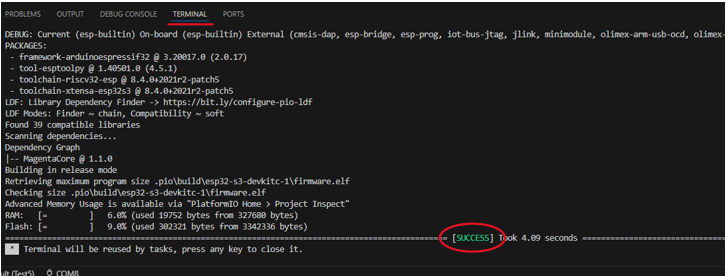 PROBLEMS OUTPUT DEBUG CONSOLE TERMINAL PORTS
DEBUG: Current (esp-builtin) On-board (esp-builtin) External (cmsis-dap, esp-bridge, esp-prog, iot-bus-jtag, jlink, minimodule, olimex-arm-usb-ocd, olimex-
PACKAGES:
- framework-arduinoespressif32 @ 3.20017.0 (2.0.17)
- tool-esptoolpy @ 1.40501.0 (4.5.1)
- toolchain-riscv32-esp @ 8.4.0+2021r2-patch5
- toolchain-xtensa-esp32s3 @ 8.4.0+2021r2-patch5
LDF: Library Dependency Finder -> https://bit.ly/configure-pio-ldf
LDF Modes: Finder ~ chain, Compatibility ~ soft
Found 39 compatible libraries
Scanning dependencies...
Dependency Graph
|-- MagentaCore @ 1.1.0
Building in release mode
Retrieving maximum program size .pio\build\esp32-s3-devkitc-1\firmware.elf
Checking size .pio\build\esp32-s3-devkitc-1\firmware.elf
Advanced Memory Usage is available via "PlatformIO Home > Project Inspect"
RAM: [= ] 6.0% (used 19752 bytes from 327680 bytes)
Flash: [= ] 9.0% (used 302321 bytes from 3342336 bytes)
[SUCCESS] Took 4.09 seconds
* Terminal will be reused by tasks, press any key to close it.
ult (Test5) COM8